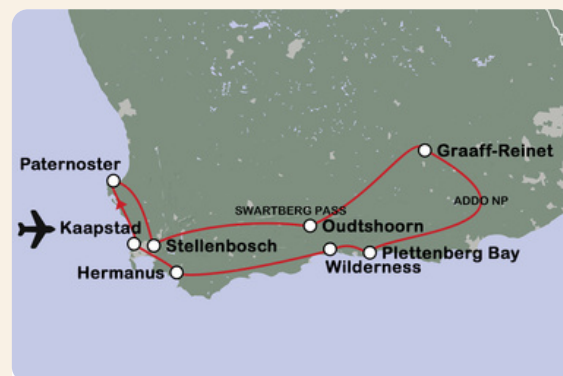 Graaff-Reinet
Paternoster
ADDO NP
SWARTBERG PASS
Kaapstad
Oudtshoorn
Stellenbosch
Plettenberg Bay
Wilderness
Hermanus